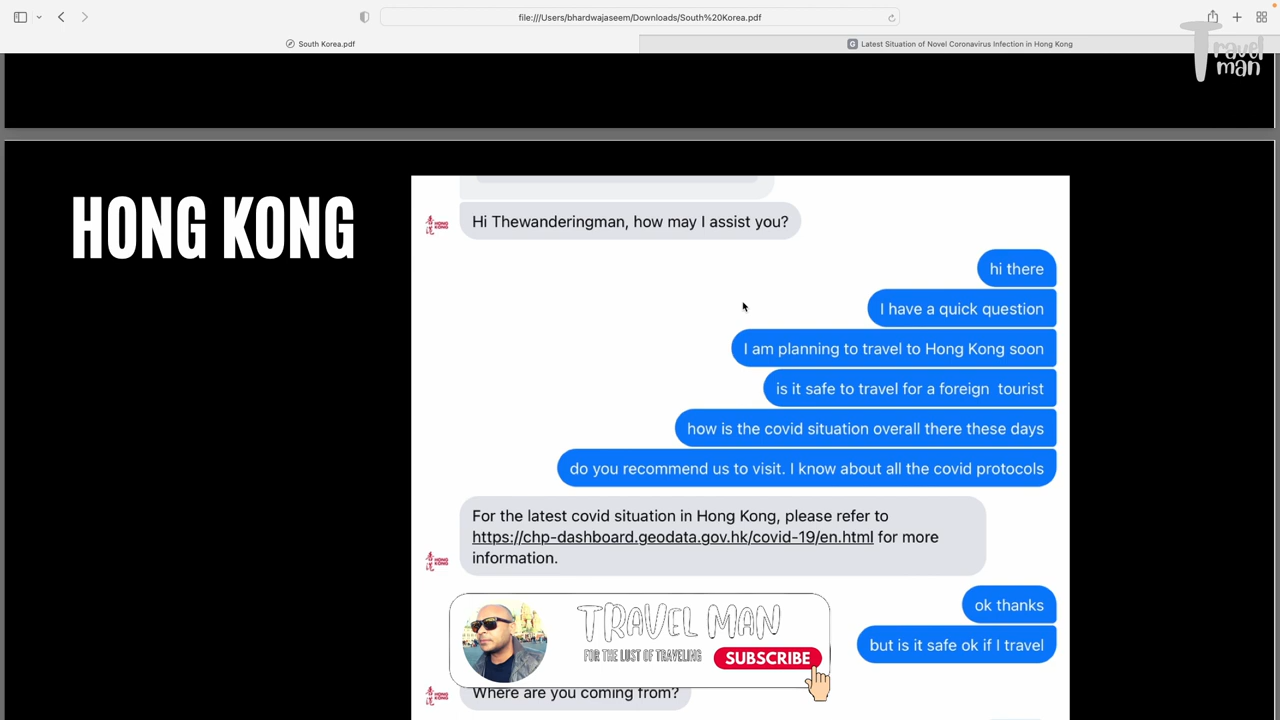 file:///Users/bhardwajaseem/Downloads/South%20Korea.pdf
South Korea.pdf
Latest Situation of Novel Coronavirus Infection in Hong Kong
Travel
man
HONG KONG
Hi Thewanderingman, how may I assist you?
hi there
I have a quick question
I am planning to travel to Hong Kong soon
is it safe to travel for a foreign  tourist
how is the covid situation overall there these days
do you recommend us to visit. I know about all the covid protocols
For the latest covid situation in Hong Kong, please refer to
https://chp-dashboard.geodata.gov.hk/covid-19/en.html for more
information.
ok thanks
but is it safe ok if I travel
TRAVEL MAN
FOR THE LUST OF TRAVELING
SUBSCRIBE
Where are you coming from?